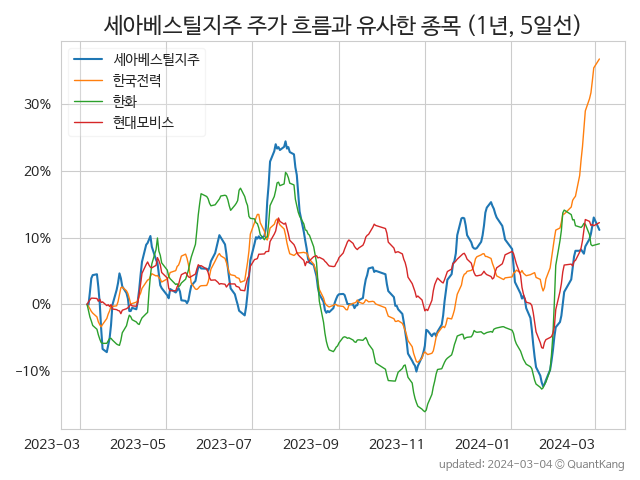 세아베스틸지주 주가 흐름과 유사한 종목 (1년, 5일선)
세아베스틸지주
한국전력
한화
현대모비스
30%
20%
10%
0%
−10%
2023-03 2023-05 2023-07 2023-09 2023-11 2024-01 2024-03
updated: 2024-03-04 © QuantKang